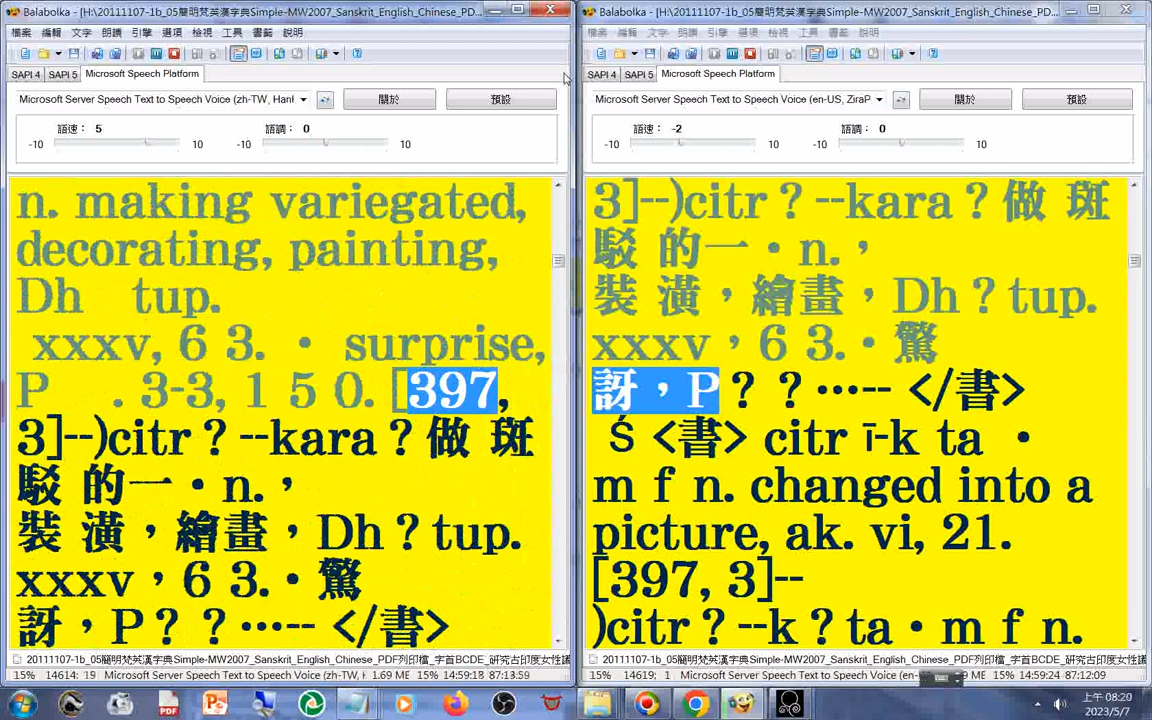 Balabolka - [H:\20111107-1b_05簡明梵英漢字典Simple-MW2007_Sanskrit_English_Chinese_PD...
檔案 編輯 文字 朗讀 引擎 選項 檢視 工具 書籤 說明
SAPI 4 SAPI 5 Microsoft Speech Platform
Microsoft Server Speech Text to Speech Voice (zh-TW, Hanl 關於 預設
語速： 5 語調： 0
-10 10 -10 10
n. making variegated,
decorating, painting,
Dh tup.
xxxv, 6 3. • surprise,
P . 3-3, 1 5 0. [397,
3]--)citr？--kara？做 斑
駁 的一•n.，
裝 潢，繪畫，Dh？tup.
xxxv，6 3.•驚
訝，P？？…-- </書>
20111107-1b_05簡明梵英漢字典Simple-MW2007_Sanskrit_English_Chinese_PDF列印檔_字首BCDE_研究古印度女性議
15% 14614: 19 Microsoft Server Speech Text to Speech Voice (zh-TW, 1.69 ME 15% 14:59:18 87:13:59
Balabolka - [H:\20111107-1b_05簡明梵英漢字典Simple-MW2007_Sanskrit_English_Chinese_PD...
檔案 編輯 文字 朗讀 引擎 選項 檢視 工具 書籤 說明
SAPI 4 SAPI 5 Microsoft Speech Platform
Microsoft Server Speech Text to Speech Voice (en-US, ZiraP 關於 預設
語速： -2 語調： 0
-10 10 -10 10
3]--)citr？--kara？做 斑
駁 的一•n.，
裝 潢，繪畫，Dh？tup.
xxxv，6 3.•驚
訝，P？？…-- </書>
Ś <書> citr ī-k ta •
m f n. changed into a
picture, ak. vi, 21.
[397, 3]--
)citr？--k？ta•m f n.
20111107-1b_05簡明梵英漢字典Simple-MW2007_Sanskrit_English_Chinese_PDF列印檔_字首BCDE_研究古印度女性議
15% 14619: 1 Microsoft Server Speech Text to Speech Voice 15% 14:59:24 87:12:09
PDF
上午 08:20
2023/5/7